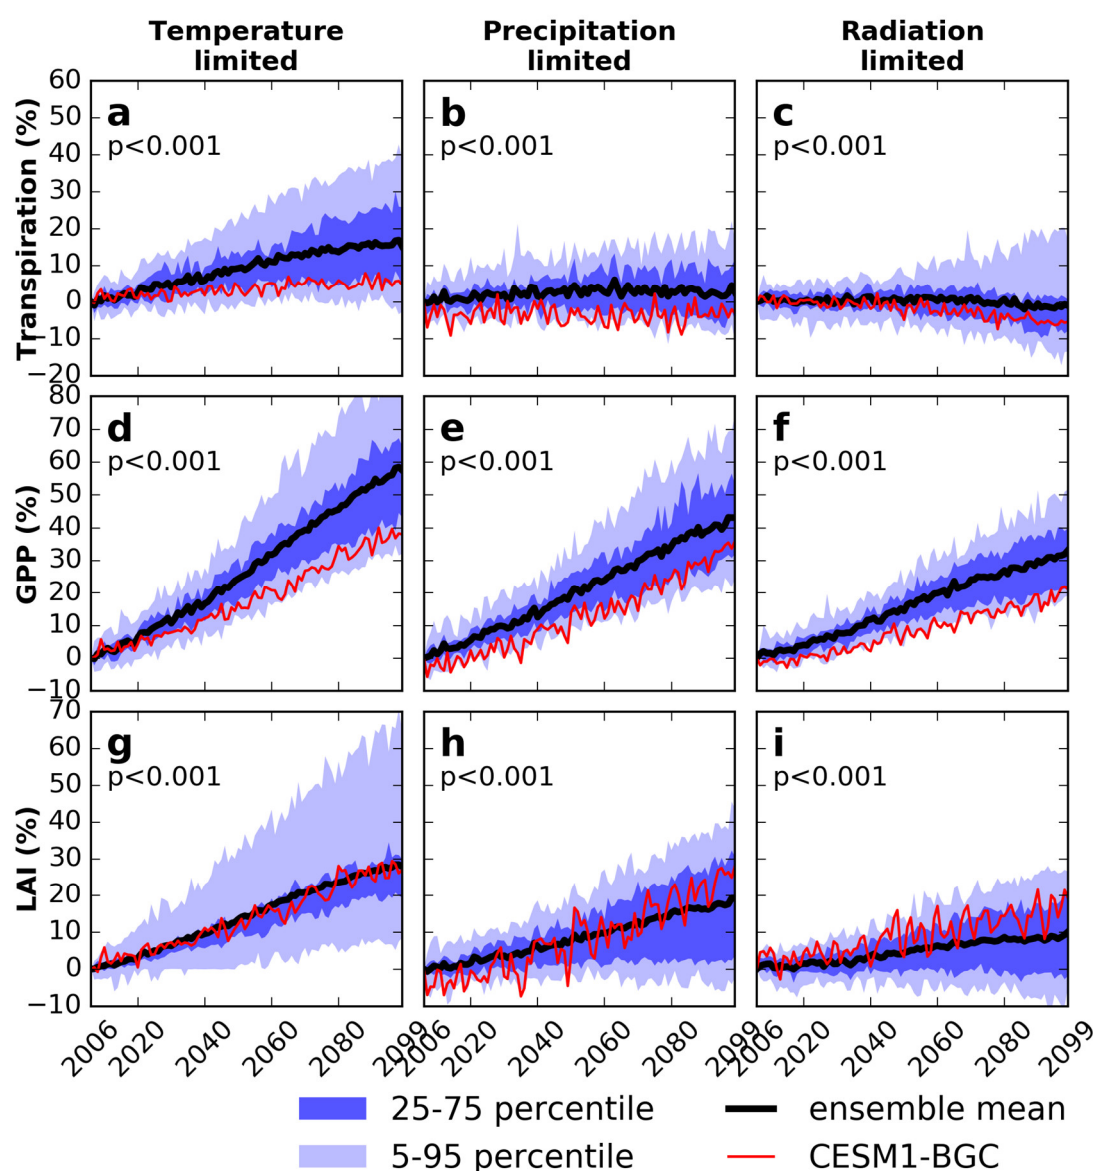 Temperature limited
Precipitation limited
Radiation limited
Transpiration (%)
60
50
40
30
20
10
0
−10
−20
a
p<0.001
b
p<0.001
c
p<0.001
GPP (%)
80
70
60
50
40
30
20
10
0
−10
d
p<0.001
e
p<0.001
f
p<0.001
LAI (%)
70
60
50
40
30
20
10
0
−10
g
p<0.001
h
p<0.001
i
p<0.001
2006 2020 2040 2060 2080 2099
2006 2020 2040 2060 2080 2099
2006 2020 2040 2060 2080 2099
25-75 percentile
ensemble mean
5-95 percentile
CESM1-BGC